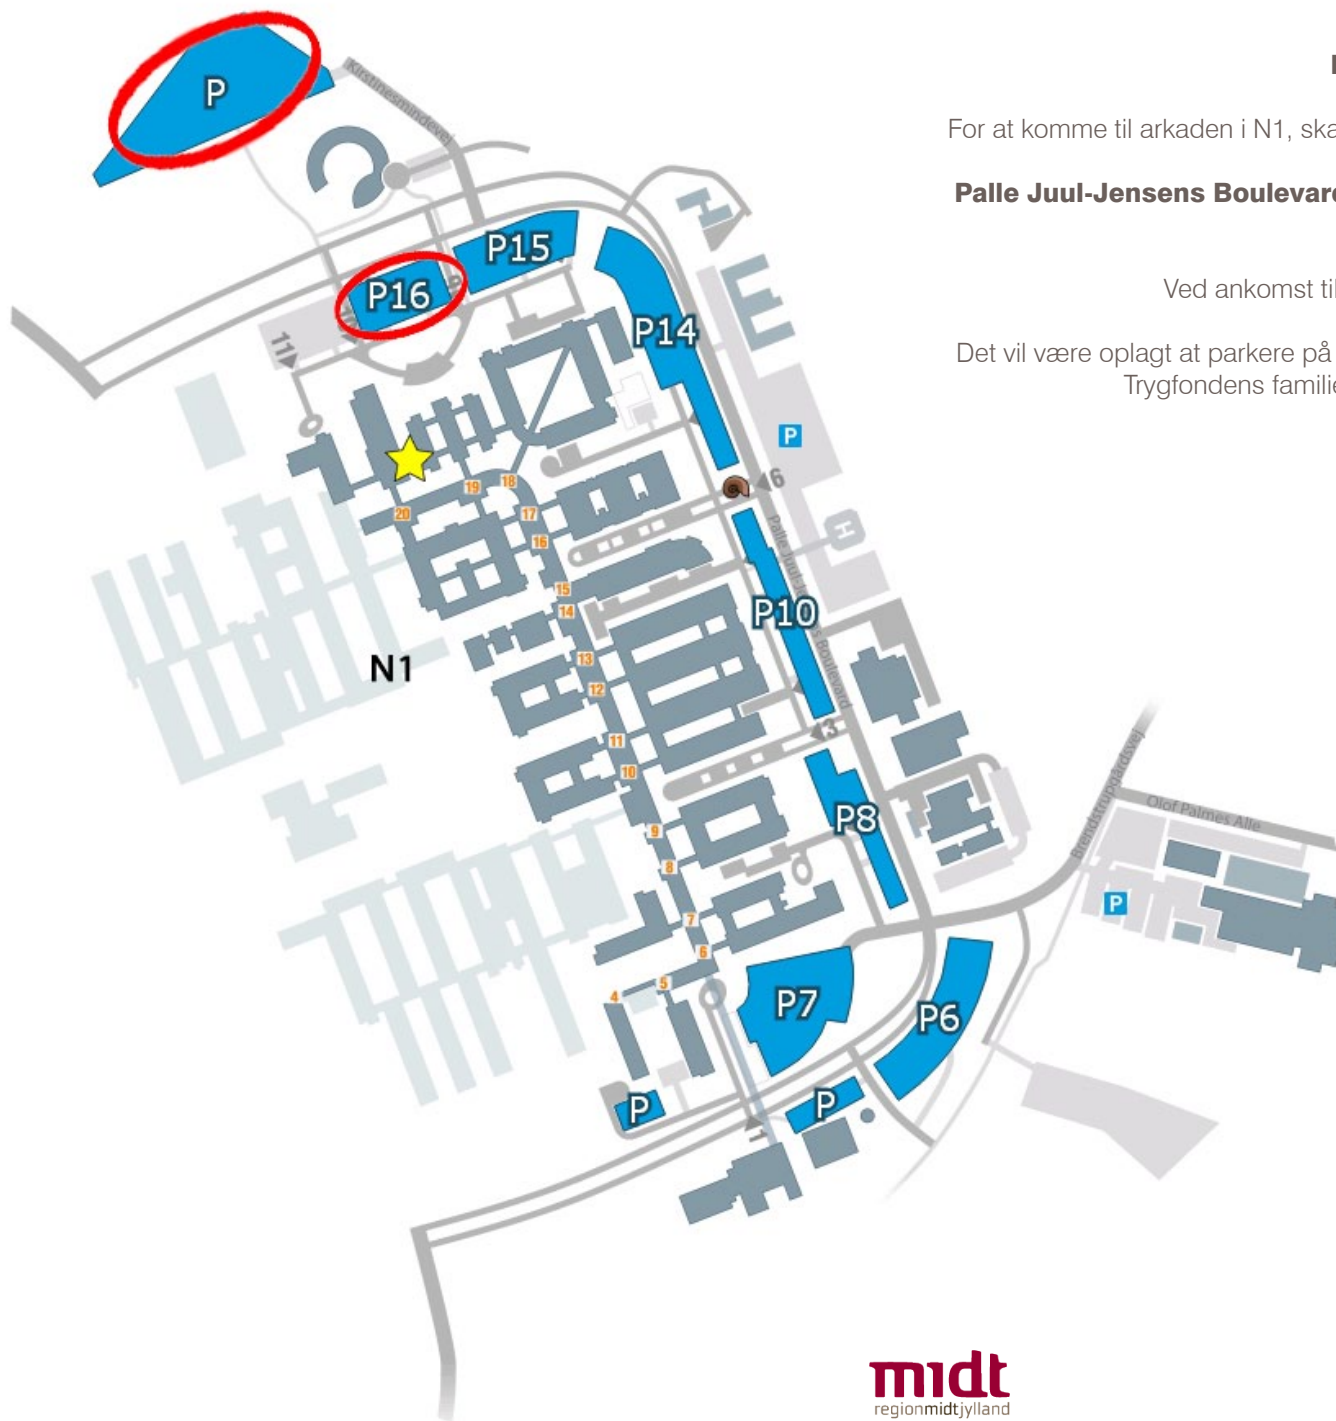 For at komme til arkaden i N1, ska
Palle Juul-Jensens Boulevard
Ved ankomst til
Det vil være oplagt at parkere på
Trygfondens familie
P
Kirstinesmindevej
P15
P16
P14
11
P
6
19
18
20
17
16
15
14
P10
N1
13
12
11
10
3
P8
Brendstrupgårdsvej
Olof Palmes Alle
9
8
P
7
6
5
4
P7
P6
P
P
1
H
midt
regionmidtjylland